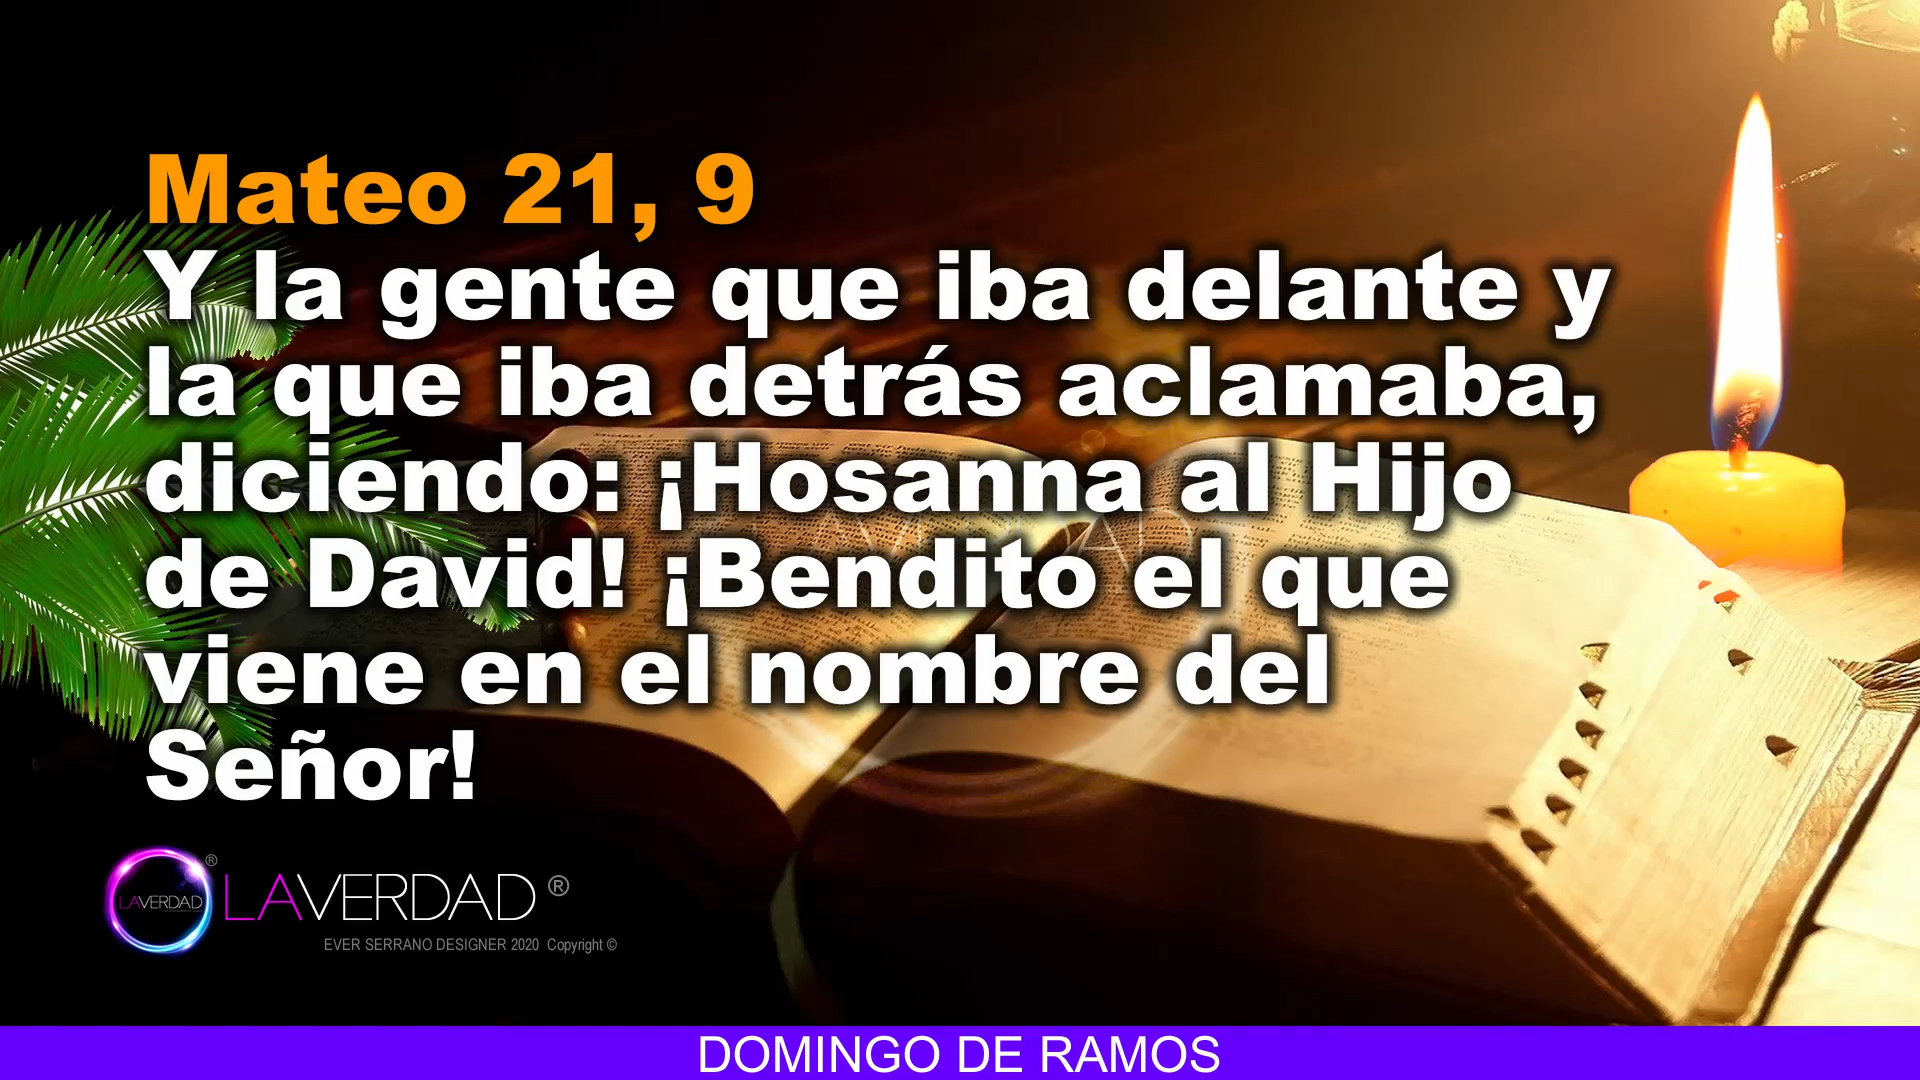 Mateo 21, 9
Y la gente que iba delante y
la que iba detrás aclamaba,
diciendo: ¡Hosanna al Hijo
de David! ¡Bendito el que
viene en el nombre del
Señor!
LAVERDAD ®
LAVERDAD ®
EVER SERRANO DESIGNER 2020 Copyright ©
DOMINGO DE RAMOS